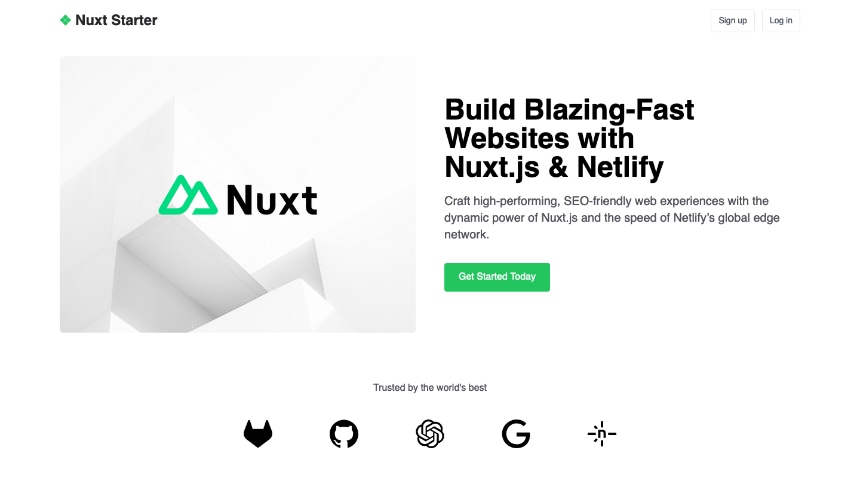 Nuxt Starter
Sign up
Log in
Nuxt
Build Blazing-Fast
Websites with
Nuxt.js & Netlify
Craft high-performing, SEO-friendly web experiences with the
dynamic power of Nuxt.js and the speed of Netlify's global edge
network.
Get Started Today
Trusted by the world's best